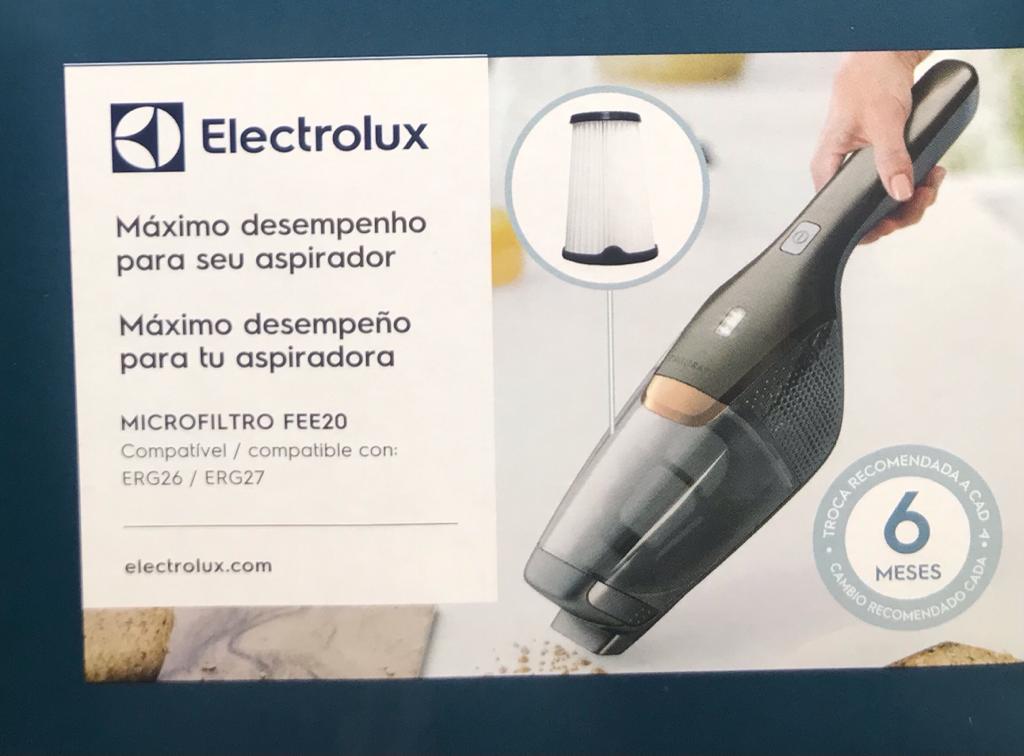 Electrolux
Máximo desempenho
para seu aspirador
Máximo desempeño
para tu aspiradora
MICROFILTRO FEE20
Compatível / compatible con:
ERG26 / ERG27
electrolux.com
TROCA RECOMENDADA A CAD
6
MESES
CAMBIO RECOMENDADO CADA